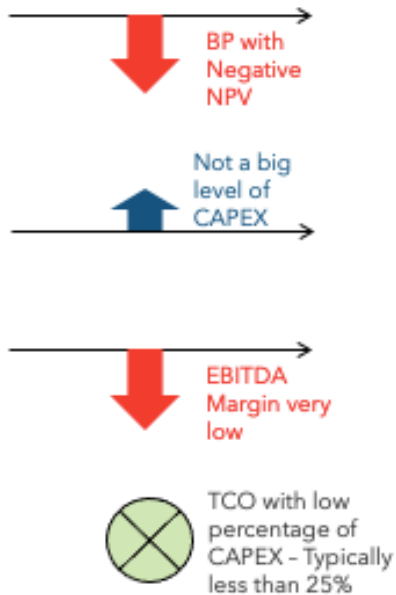 BP with
Negative
NPV
Not a big
level of
CAPEX
EBITDA
Margin very
low
TCO with low
percentage of
CAPEX – Typically
less than 25%